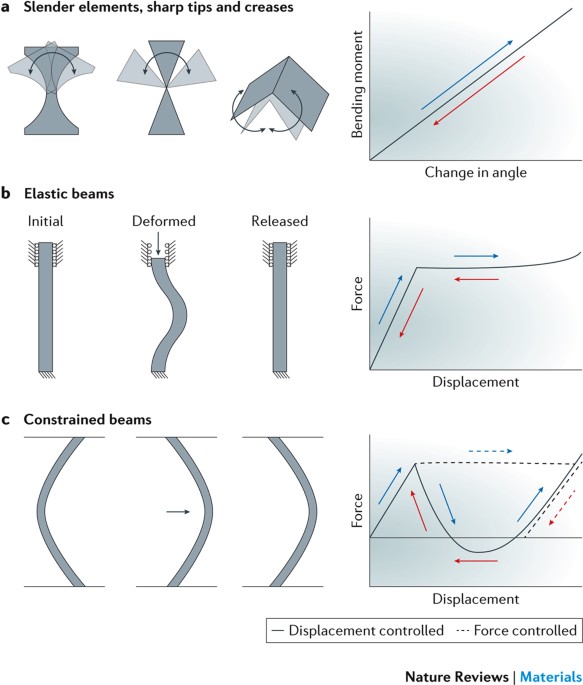 a Slender elements, sharp tips and creases
Bending moment
Change in angle
b Elastic beams
Initial
Deformed
Released
Force
Displacement
c Constrained beams
Force
Displacement
Displacement controlled
Force controlled
Nature Reviews | Materials